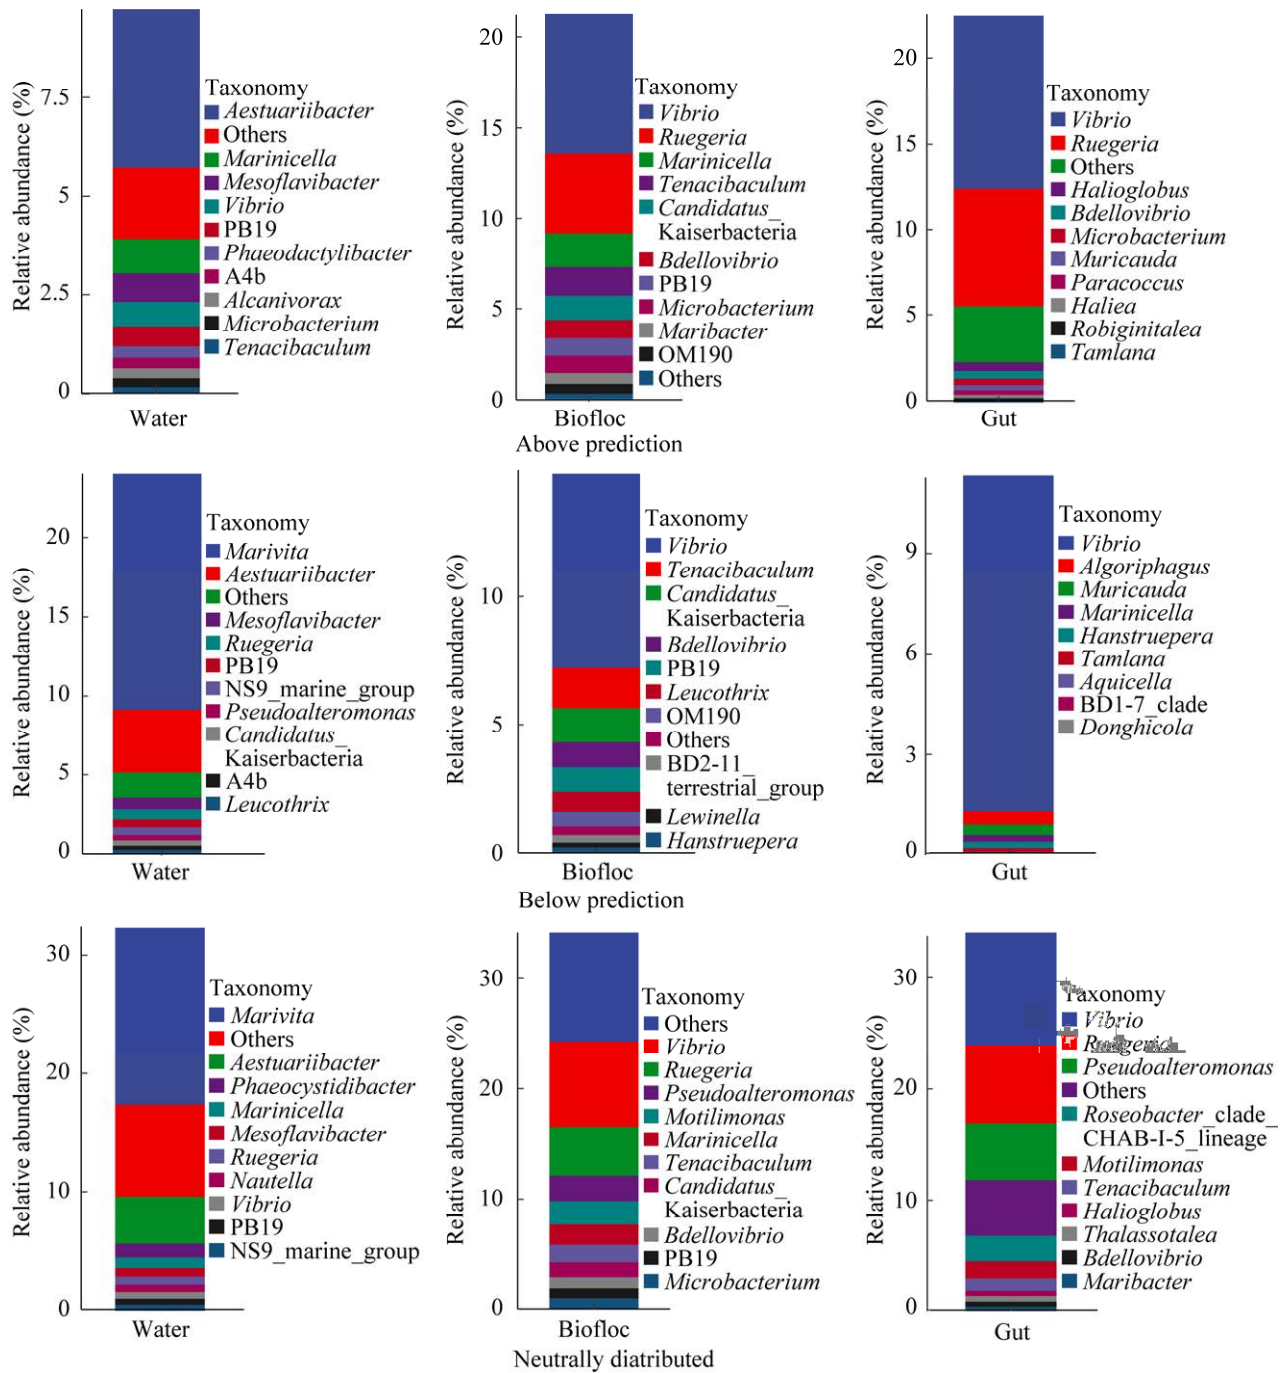 Relative abundance (%)
7.5
5
2.5
0
Taxonomy
Aestuariibacter
Others
Marinicella
Mesoflavibacter
Vibrio
PB19
Phaeodactylibacter
A4b
Alcanivorax
Microbacterium
Tenacibaculum
Water
Relative abundance (%)
20
15
10
5
0
Taxonomy
Vibrio
Ruegeria
Marinicella
Tenacibaculum
Candidatus_
Kaiserbacteria
Bdellovibrio
PB19
Microbacterium
Maribacter
OM190
Others
Biofloc
Relative abundance (%)
20
15
10
5
0
Taxonomy
Vibrio
Ruegeria
Others
Halioglobus
Bdellovibrio
Microbacterium
Muricauda
Paracoccus
Haliea
Robiginitalea
Tamlana
Gut
Above prediction
Relative abundance (%)
20
15
10
5
0
Taxonomy
Marivita
Aestuariibacter
Others
Mesoflavibacter
Ruegeria
PB19
NS9_marine_group
Pseudoalteromonas
Candidatus_
Kaiserbacteria
A4b
Leucothrix
Water
Relative abundance (%)
10
5
0
Taxonomy
Vibrio
Tenacibaculum
Candidatus_
Kaiserbacteria
Bdellovibrio
PB19
Leucothrix
OM190
Others
BD2-11_
terrestrial_group
Lewinella
Hanstruepera
Biofloc
Relative abundance (%)
9
6
3
0
Taxonomy
Vibrio
Algoriphagus
Muricauda
Marinicella
Hanstruepera
Tamlana
Aquicella
BD1-7_clade
Donghicola
Gut
Below prediction
Relative abundance (%)
30
20
10
0
Taxonomy
Marivita
Others
Aestuariibacter
Phaeocystidibacter
Marinicella
Mesoflavibacter
Ruegeria
Nautella
Vibrio
PB19
NS9_marine_group
Water
Relative abundance (%)
30
20
10
0
Taxonomy
Others
Vibrio
Ruegeria
Pseudoalteromonas
Motilimonas
Marinicella
Tenacibaculum
Candidatus_
Kaiserbacteria
Bdellovibrio
PB19
Microbacterium
Biofloc
Relative abundance (%)
30
20
10
0
Taxonomy
Vibrio
Ruegeria
Pseudoalteromonas
Others
Roseobacter_clade_
CHAB-I-5_lineage
Motilimonas
Tenacibaculum
Halioglobus
Thalassotalea
Bdellovibrio
Maribacter
Gut
Neutrally diatributed